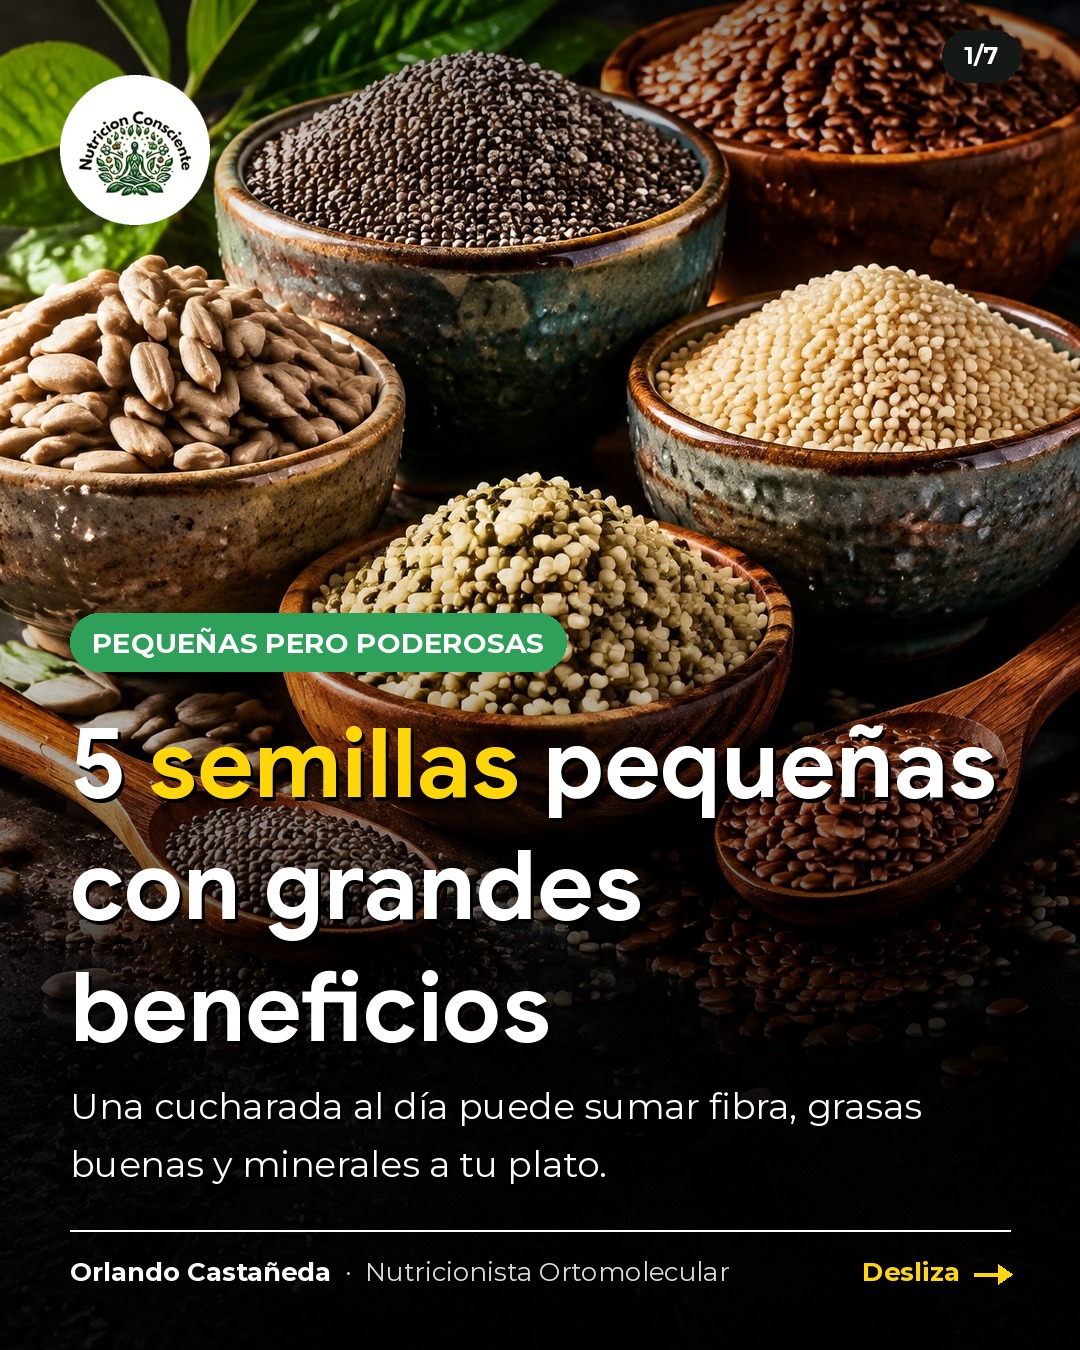 1/7
Nutricion Consciente
PEQUEÑAS PERO PODEROSAS
5 semillas pequeñas
con grandes
beneficios
Una cucharada al día puede sumar fibra, grasas
buenas y minerales a tu plato.
Orlando Castañeda · Nutricionista Ortomolecular
Desliza →